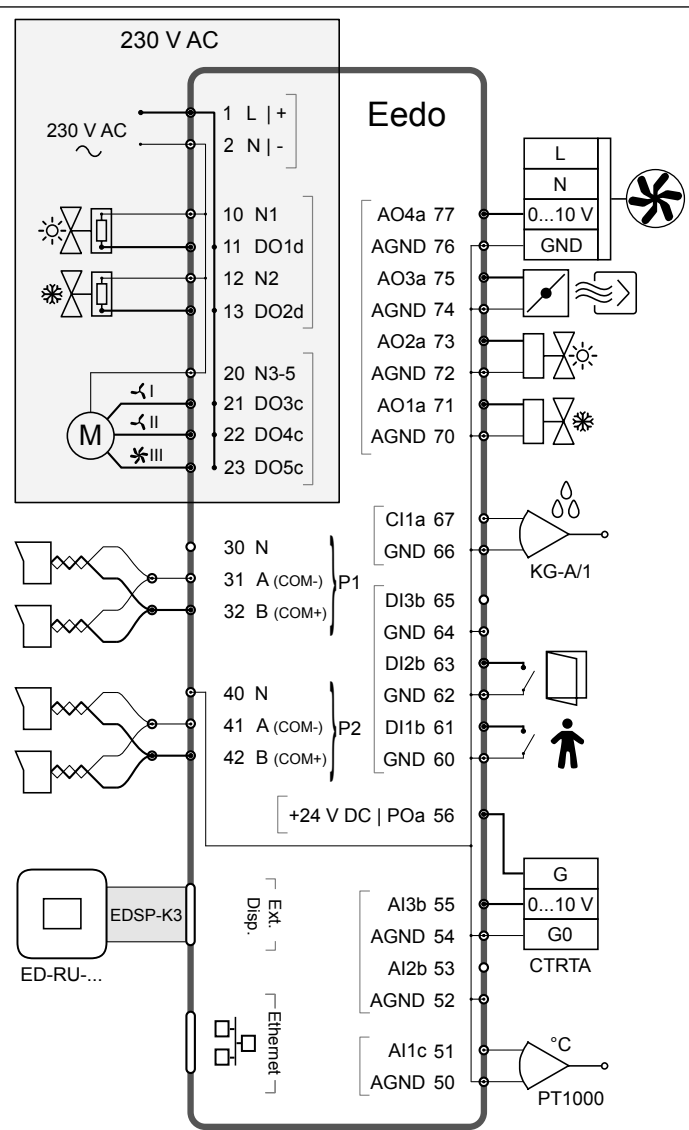 230 V AC
Eedo
230 V AC
1 L | +
2 N | -
10 N1
11 DO1d
12 N2
13 DO2d
20 N3-5
21 DO3c
22 DO4c
23 DO5c
I
II
III
M
30 N
31 A (COM-)
32 B (COM+)
P1
40 N
41 A (COM-)
42 B (COM+)
P2
EDSP-K3
ED-RU-...
Ext.
Disp.
Ethernet
AO4a 77
AGND 76
AO3a 75
AGND 74
AO2a 73
AGND 72
AO1a 71
AGND 70
L
N
0...10 V
GND
CI1a 67
GND 66
KG-A/1
DI3b 65
GND 64
DI2b 63
GND 62
DI1b 61
GND 60
+24 V DC | POa 56
G
0...10 V
G0
CTRTA
AI3b 55
AGND 54
AI2b 53
AGND 52
AI1c 51
AGND 50
°C
PT1000